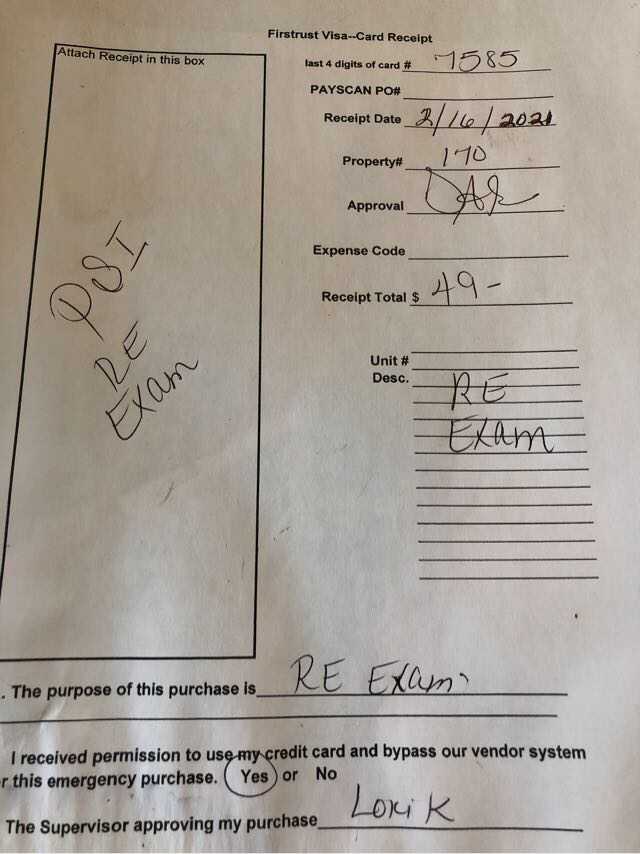 Firstrust Visa--Card Receipt
Attach Receipt in this box
PSI
RE
Exam
last 4 digits of card # 7585
PAYSCAN PO#
Receipt Date 2/16/2021
Property# 170
Approval
Expense Code
Receipt Total $ 49-
Unit #
Desc. RE
Exam
. The purpose of this purchase is RE Exam
I received permission to use my credit card and bypass our vendor system
r this emergency purchase. Yes or No
The Supervisor approving my purchase Lori K